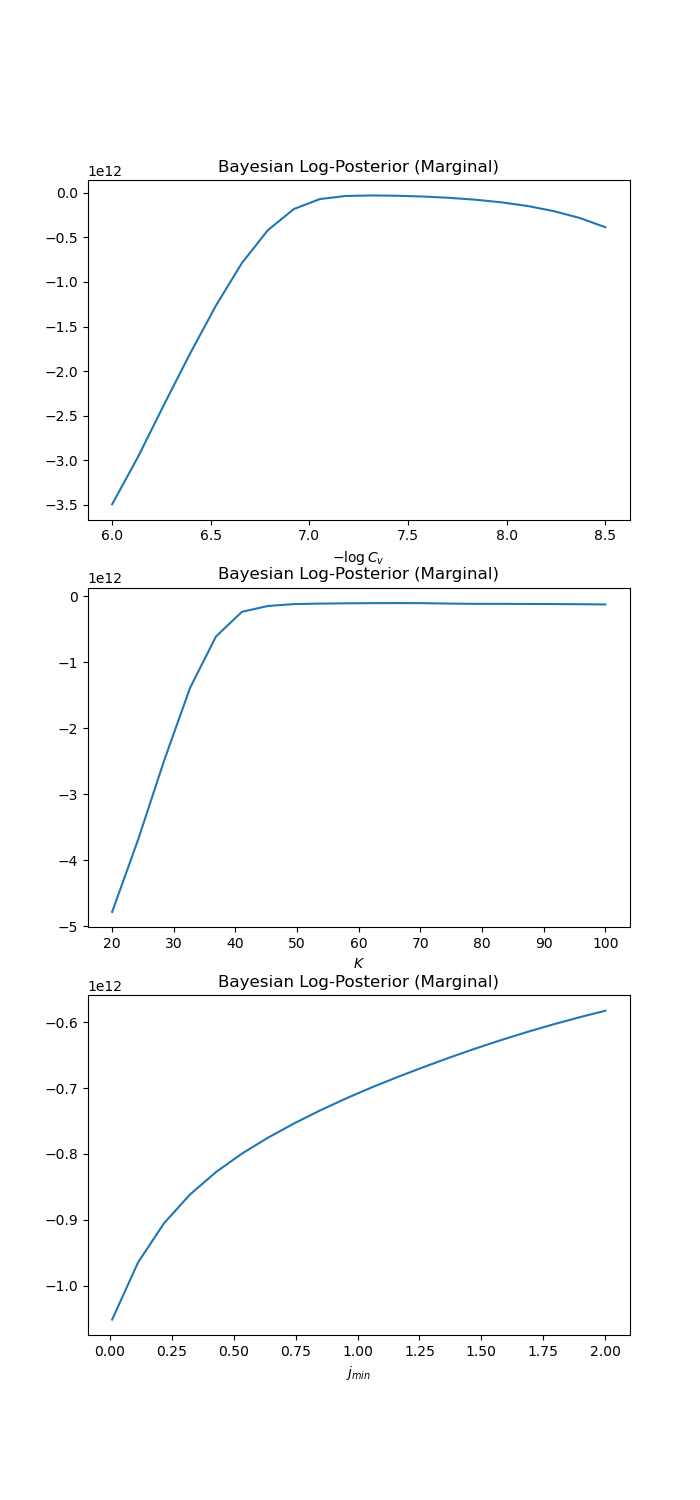 Bayesian Log-Posterior (Marginal)
1e12
0.0
−0.5
−1.0
−1.5
−2.0
−2.5
−3.0
−3.5
6.0 6.5 7.0 7.5 8.0 8.5
−log C_v
Bayesian Log-Posterior (Marginal)
1e12
0
−1
−2
−3
−4
−5
20 30 40 50 60 70 80 90 100
K
Bayesian Log-Posterior (Marginal)
1e12
−0.6
−0.7
−0.8
−0.9
−1.0
0.00 0.25 0.50 0.75 1.00 1.25 1.50 1.75 2.00
j_min